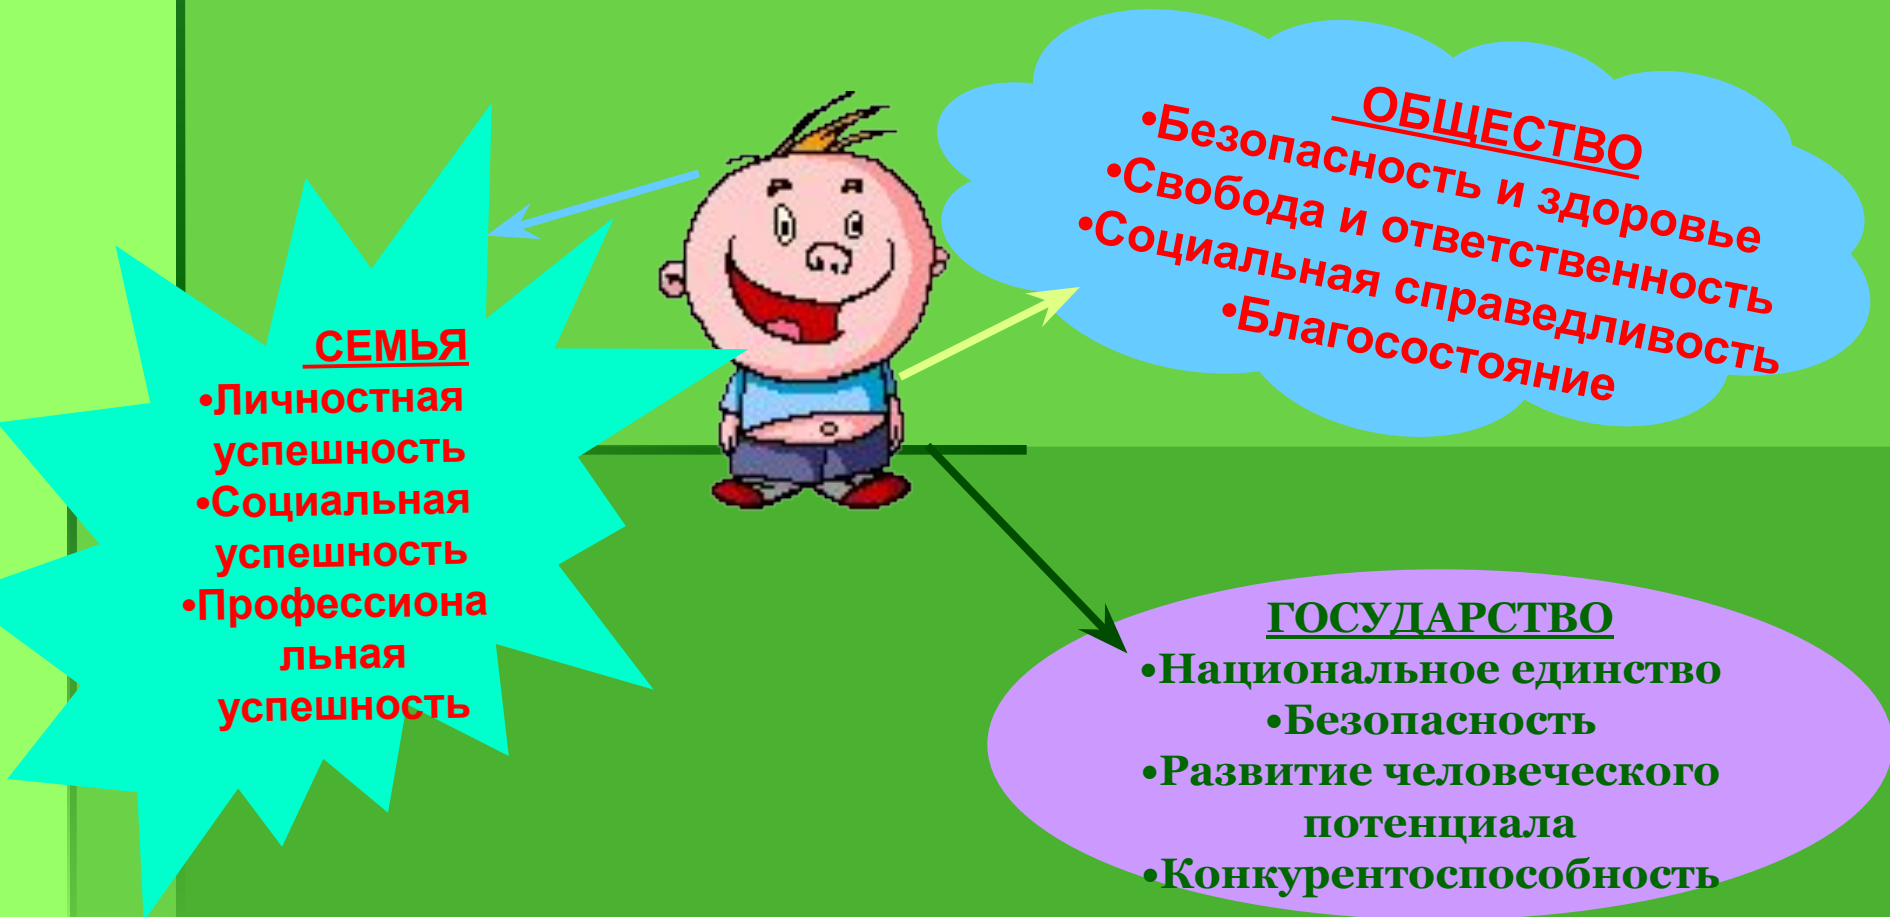 СЕМЬЯ
•Личностная
успешность
•Социальная
успешность
•Профессиона
льная
успешность
ОБЩЕСТВО
•Безопасность и здоровье
•Свобода и ответственность
•Социальная справедливость
•Благосостояние
ГОСУДАРСТВО
•Национальное единство
•Безопасность
•Развитие человеческого
потенциала
•Конкурентоспособность